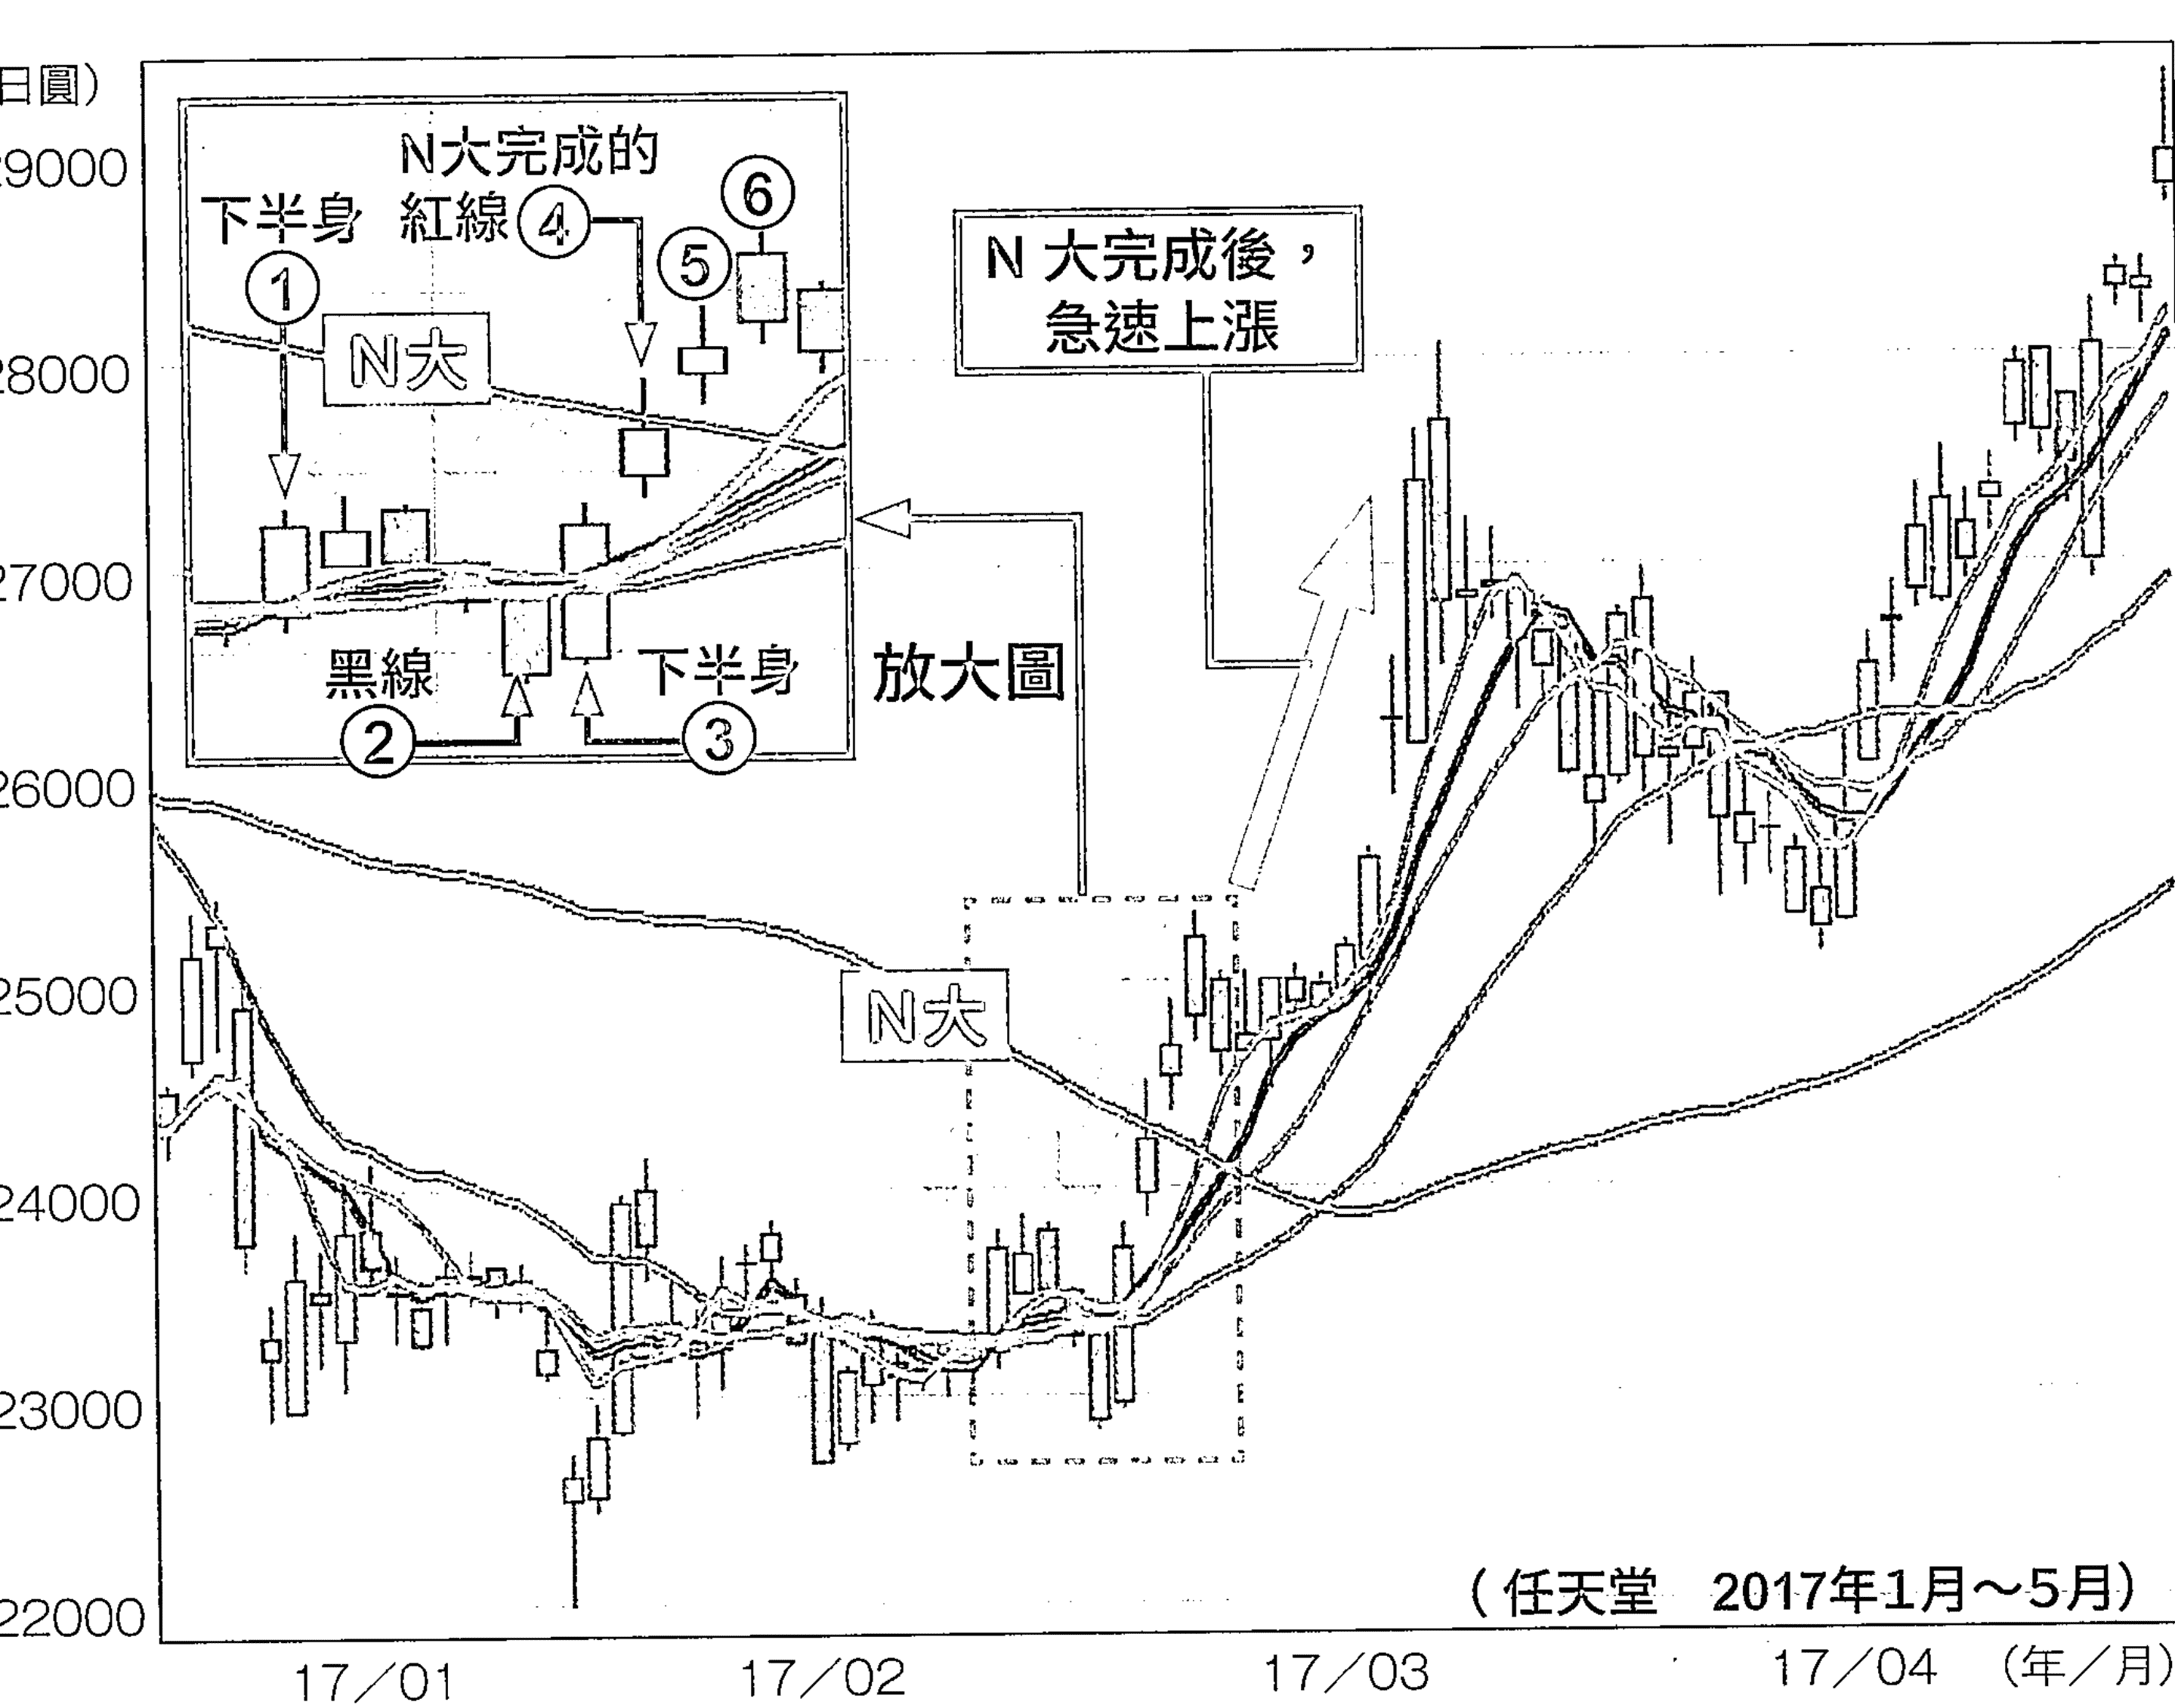 日圓）
29000
28000
27000
26000
25000
24000
23000
22000
N大完成的
紅線④
下半身
①
N大
⑤
⑥
黑線
②
下半身
③
放大圖
N大完成後，
急速上漲
N大
（任天堂　2017年1月～5月）
17／01
17／02
17／03
17／04
（年／月）